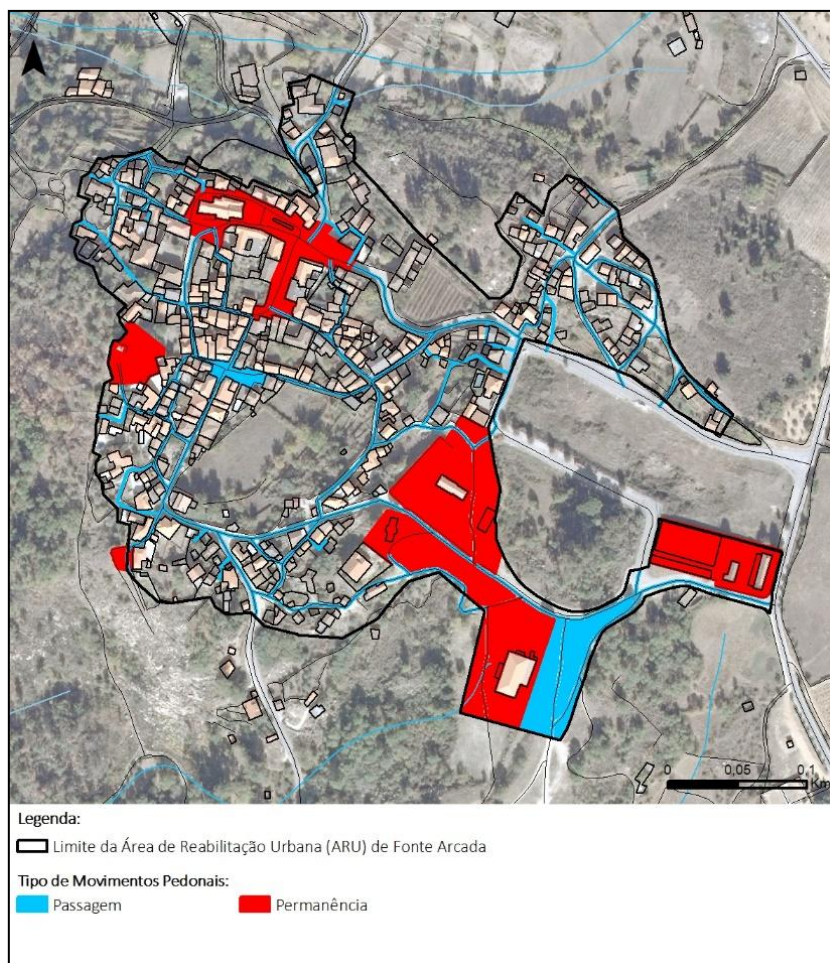 0 0,05 0,1
Km
Legenda:
Limite da Área de Reabilitação Urbana (ARU) de Fonte Arcada
Tipo de Movimentos Pedonais:
Passagem Permanência